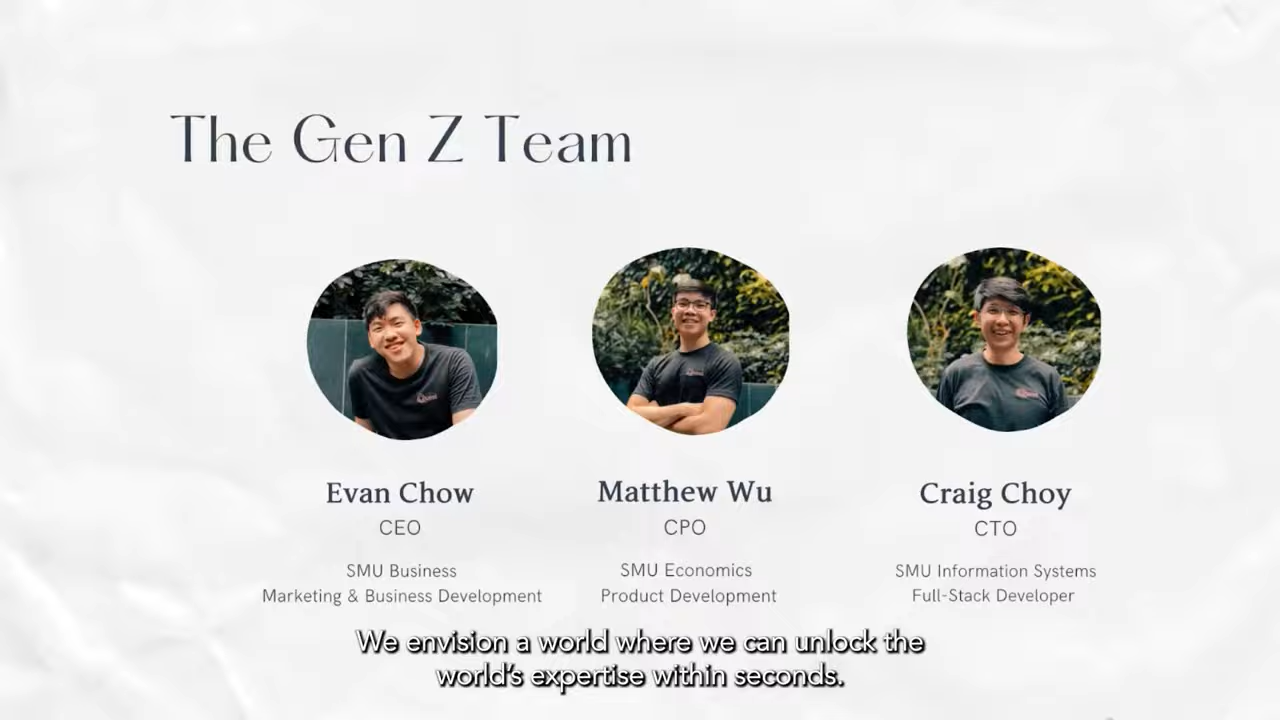 The Gen Z Team
Evan Chow
CEO
SMU Business
Marketing & Business Development
Matthew Wu
CPO
SMU Economics
Product Development
Craig Choy
CTO
SMU Information Systems
Full-Stack Developer
We envision a world where we can unlock the
world's expertise within seconds.